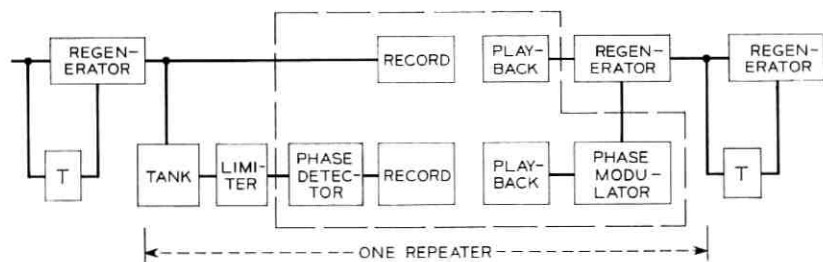 REGEN-
ERATOR
RECORD
PLAY-
BACK
REGEN-
ERATOR
REGEN-
ERATOR
T
TANK
LIMI-
TER
PHASE
DETEC-
TOR
RECORD
PLAY-
BACK
PHASE
MODU-
LATOR
T
ONE REPEATER